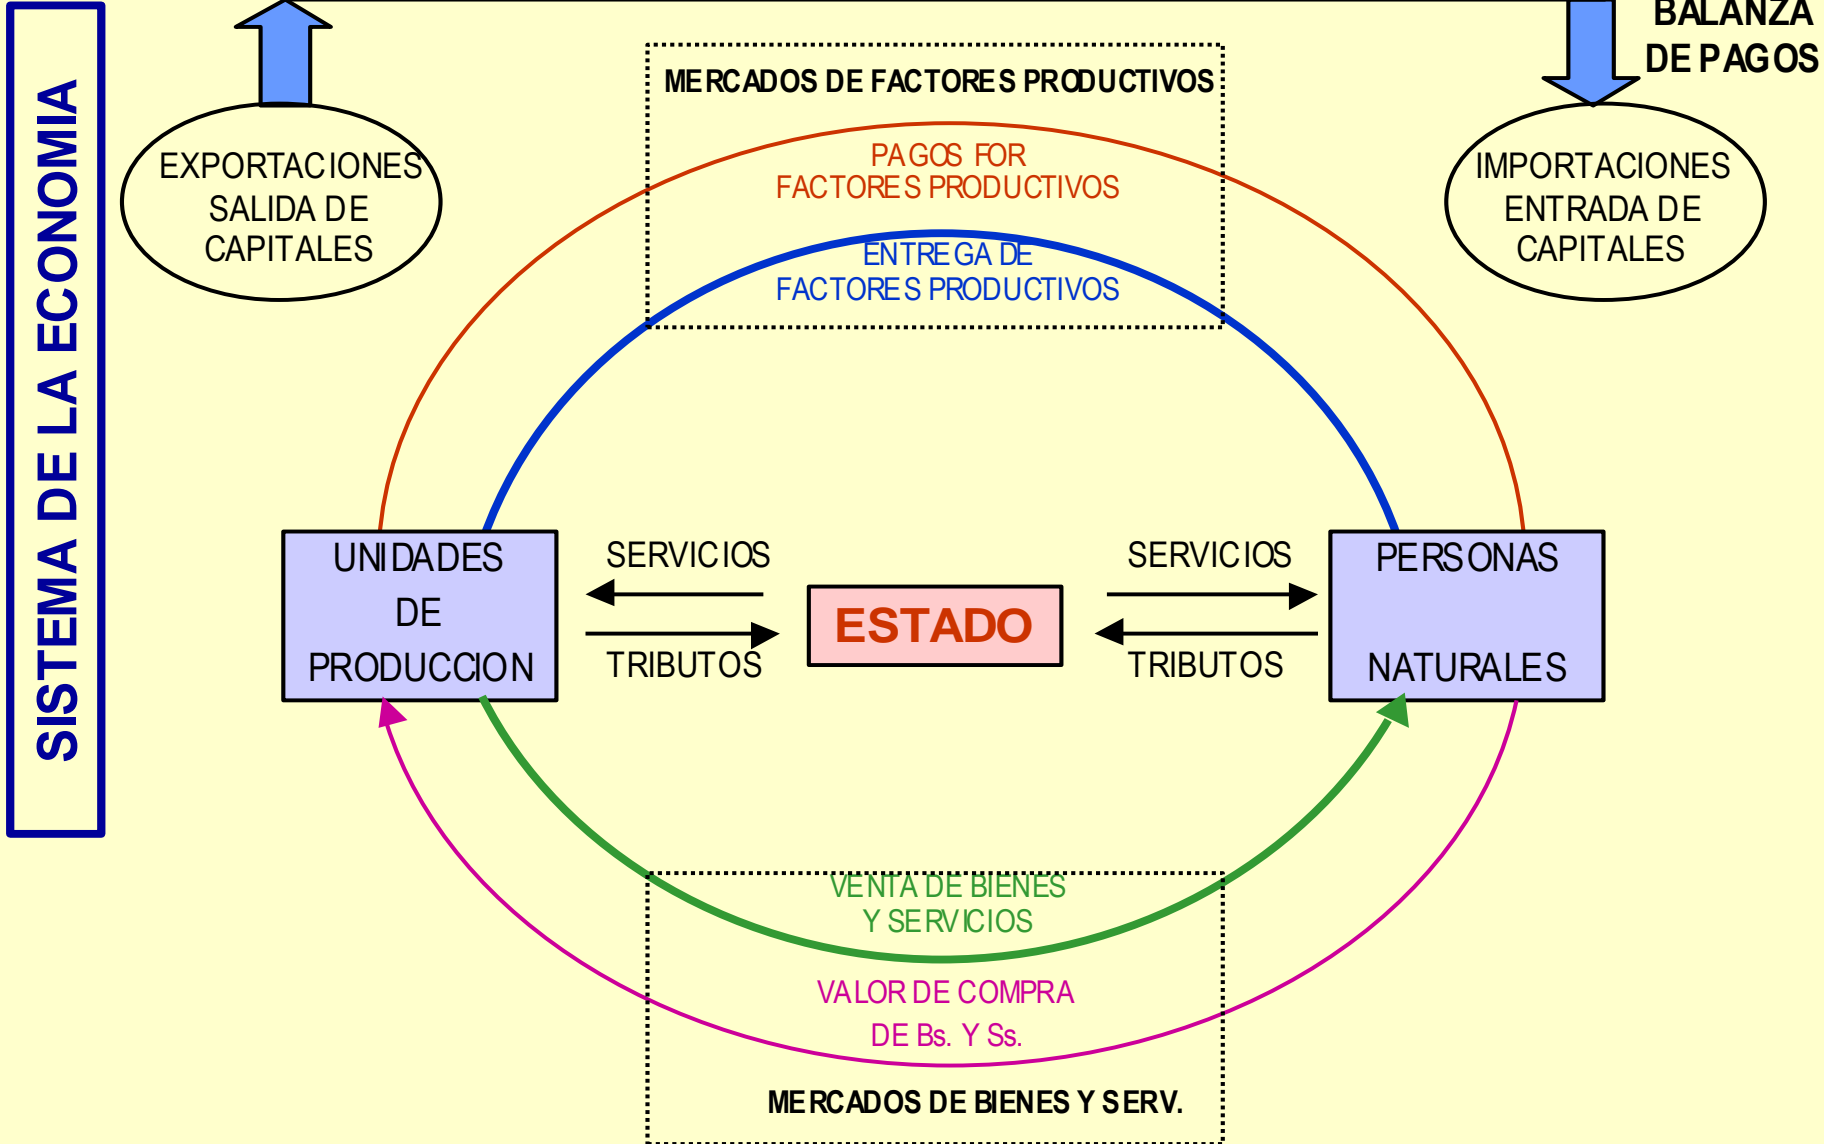 SISTEMA DE LA ECONOMIA
BALANZA
DE PAGOS
MERCADOS DE FACTORES PRODUCTIVOS
EXPORTACIONES
SALIDA DE
CAPITALES
PAGOS FOR
FACTORES PRODUCTIVOS
IMPORTACIONES
ENTRADA DE
CAPITALES
ENTREGA DE
FACTORES PRODUCTIVOS
UNIDADES
DE
PRODUCCION
SERVICIOS
TRIBUTOS
ESTADO
SERVICIOS
TRIBUTOS
PERSONAS
NATURALES
VENTA DE BIENES
Y SERVICIOS
VALOR DE COMPRA
DE Bs. Y Ss.
MERCADOS DE BIENES Y SERV.